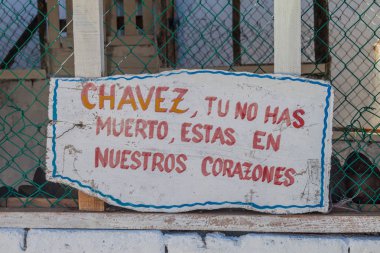 CHAVEZ, TU NO HAS
MUERTO, ESTAS EN
NUESTROS CORAZONES